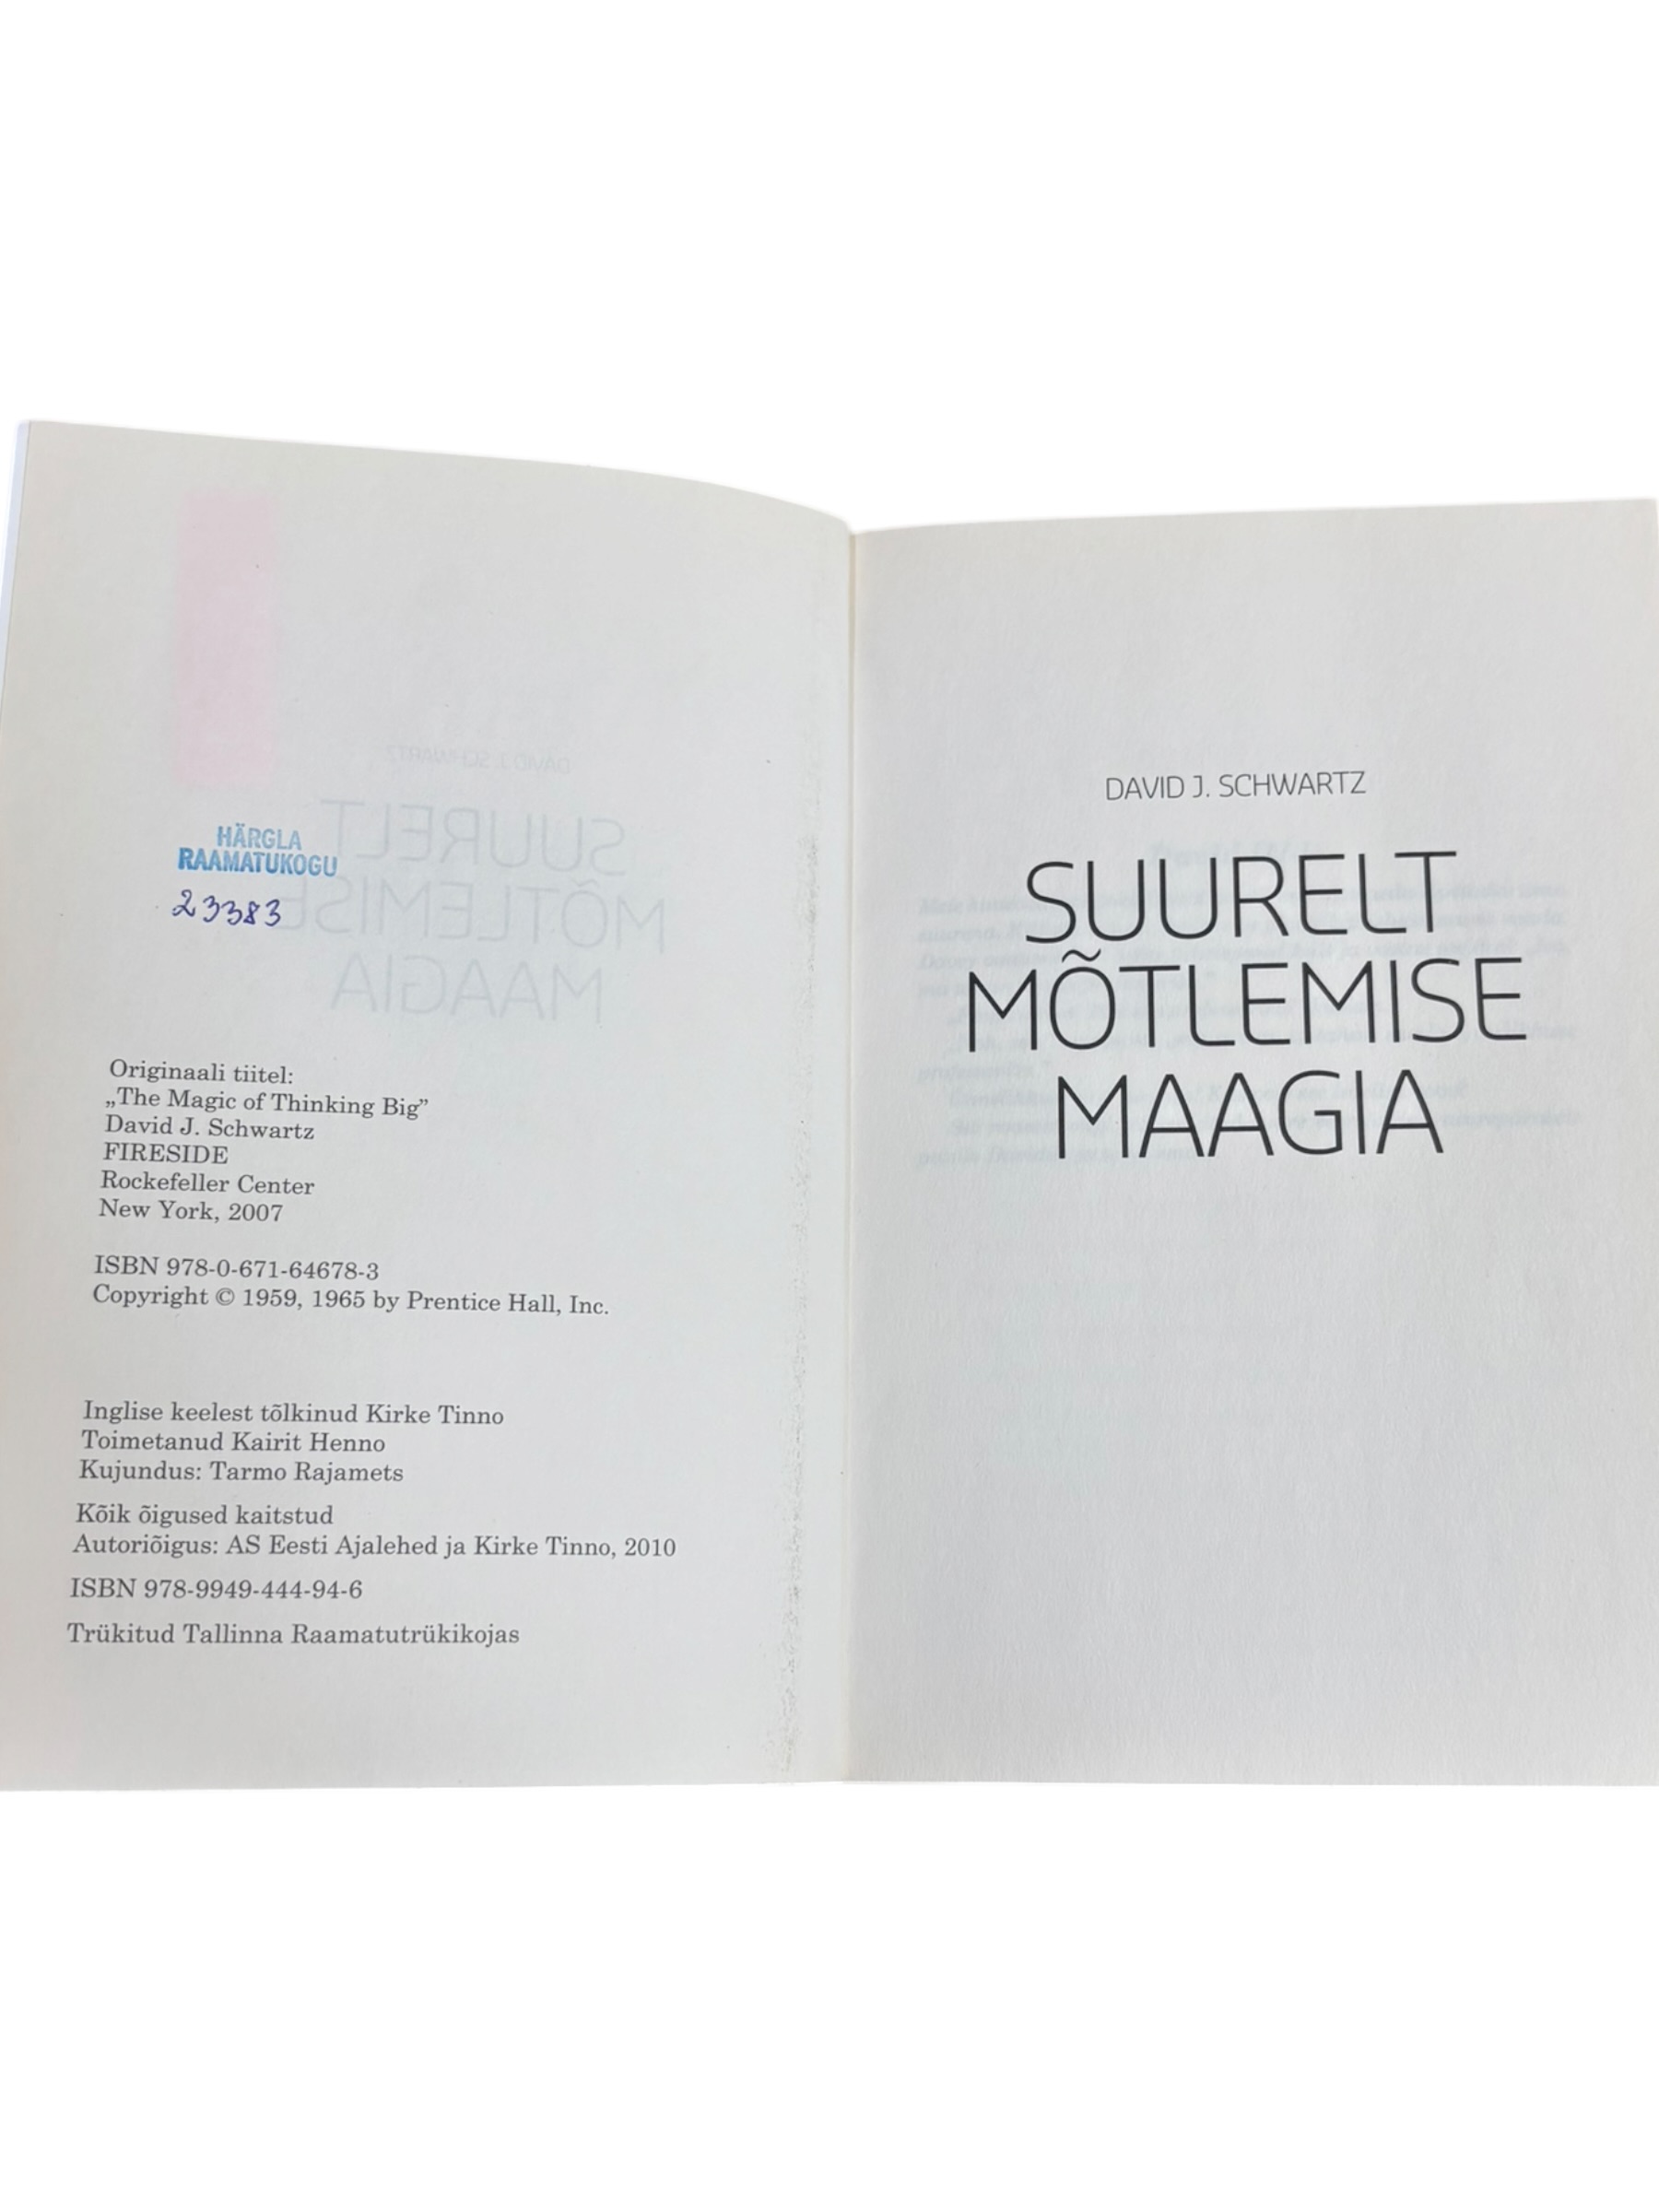 HÄRGLA
RAAMATUKOGU
23383
Originaali tiitel:
„The Magic of Thinking Big”
David J. Schwartz
FIRESIDE
Rockefeller Center
New York, 2007
ISBN 978-0-671-64678-3
Copyright © 1959, 1965 by Prentice Hall, Inc.
Inglise keelest tõlkinud Kirke Tinno
Toimetanud Kairit Henno
Kujundus: Tarmo Rajamets
Kõik õigused kaitstud
Autoriõigus: AS Eesti Ajalehed ja Kirke Tinno, 2010
ISBN 978-9949-444-94-6
Trükitud Tallinna Raamatutrükikojas
DAVID J. SCHWARTZ
SUURELT
MÕTLEMISE
MAAGIA